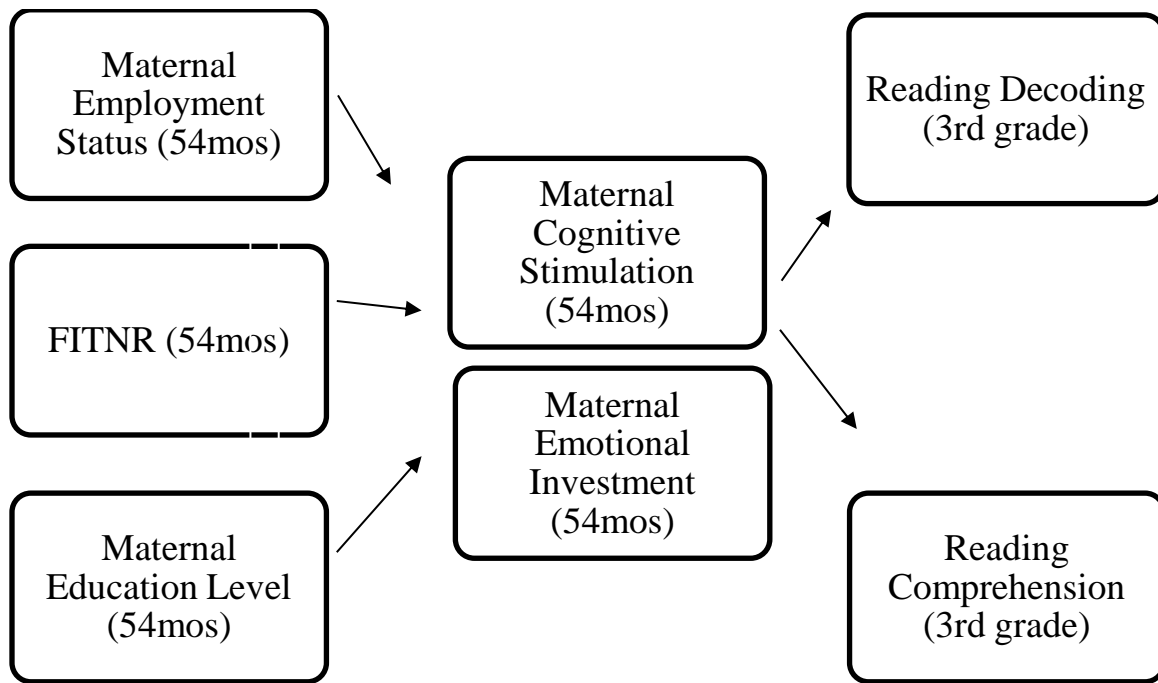 Maternal
Employment
Status (54mos)
FITNR (54mos)
Maternal
Education Level
(54mos)
Maternal
Cognitive
Stimulation
(54mos)
Maternal
Emotional
Investment
(54mos)
Reading Decoding
(3rd grade)
Reading
Comprehension
(3rd grade)